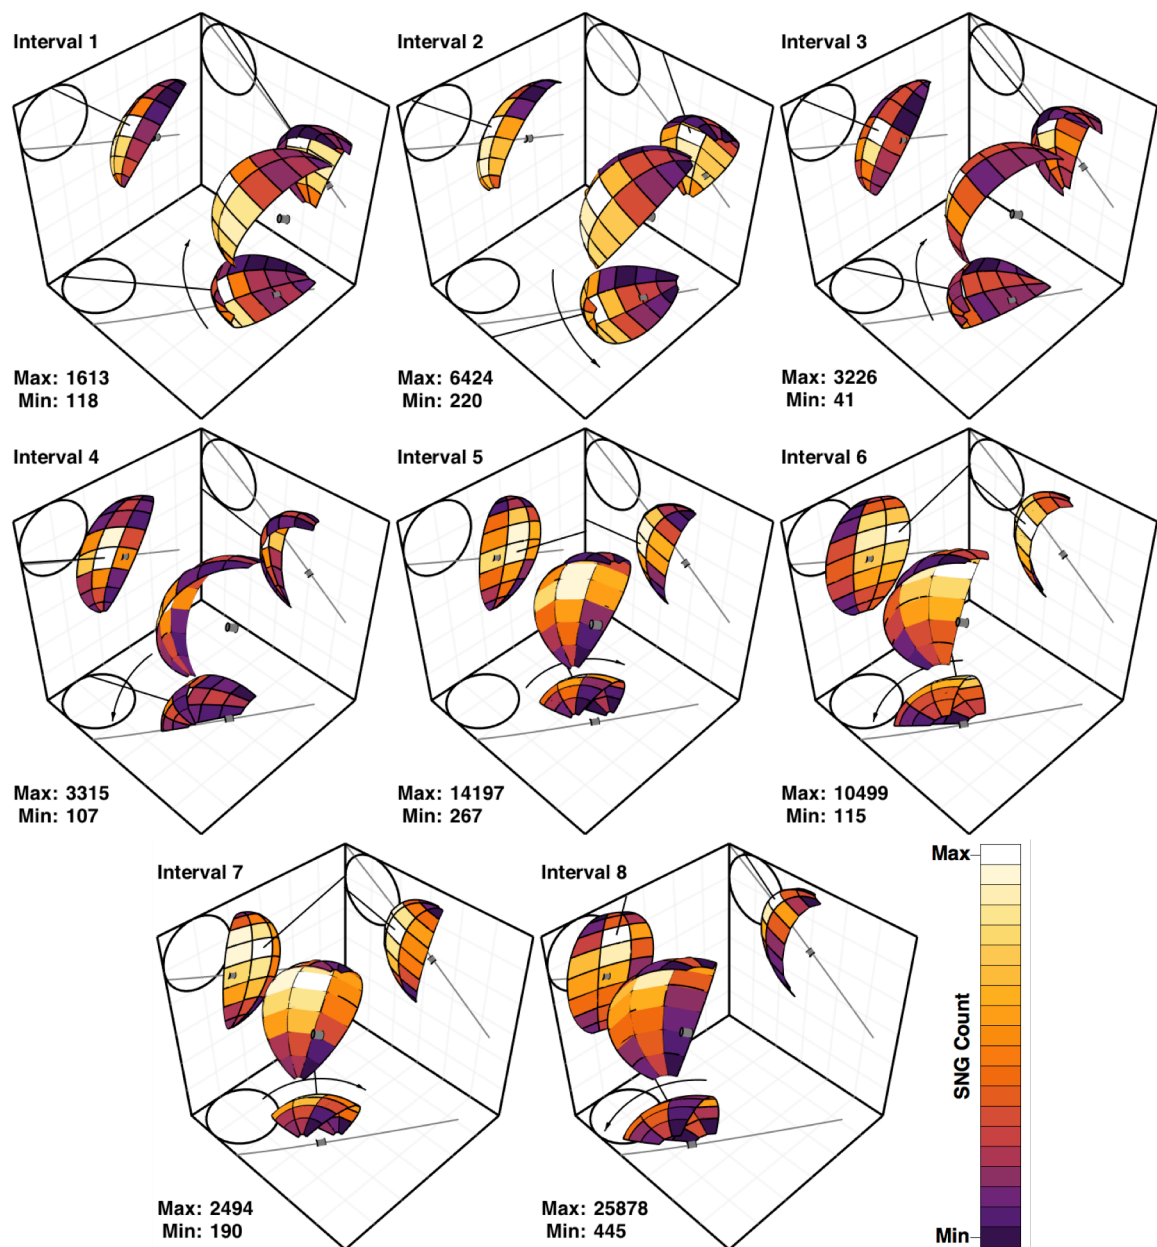 Interval 1
Interval 2
Interval 3
Max: 1613
Min: 118
Max: 6424
Min: 220
Max: 3226
Min: 41
Interval 4
Interval 5
Interval 6
Max: 3315
Min: 107
Max: 14197
Min: 267
Max: 10499
Min: 115
Interval 7
Interval 8
Max
SNG Count
Min
Max: 2494
Min: 190
Max: 25878
Min: 445